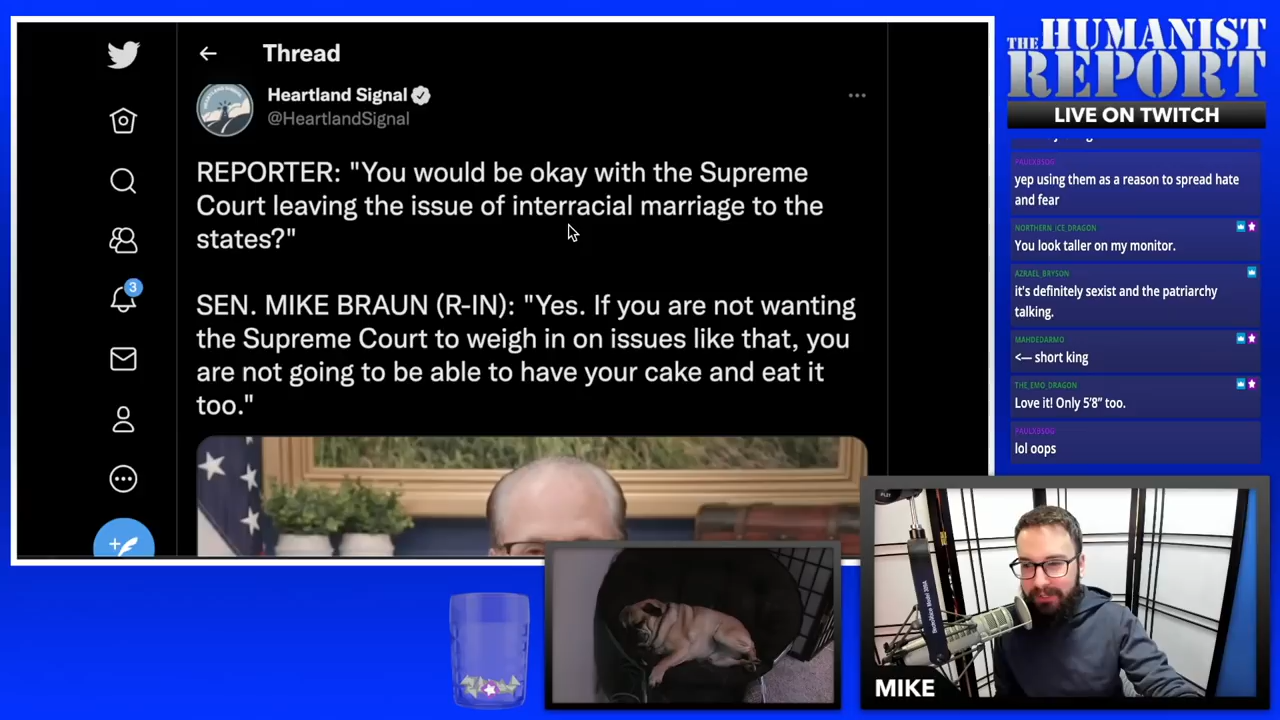 Thread
Heartland Signal
@HeartlandSignal
REPORTER: "You would be okay with the Supreme
Court leaving the issue of interracial marriage to the
states?"
SEN. MIKE BRAUN (R-IN): "Yes. If you are not wanting
the Supreme Court to weigh in on issues like that, you
are not going to be able to have your cake and eat it
too."
3
THE HUMANIST
REPORT
LIVE ON TWITCH
yep using them as a reason to spread hate
and fear
NORTHERN_ICE_DRAGON
You look taller on my monitor.
AZRAEL_BRYSON
it's definitely sexist and the patriarchy
talking.
MAHDEDARMO
<— short king
THE_EMO_DRAGON
Love it! Only 5'8” too.
lol oops
MIKE